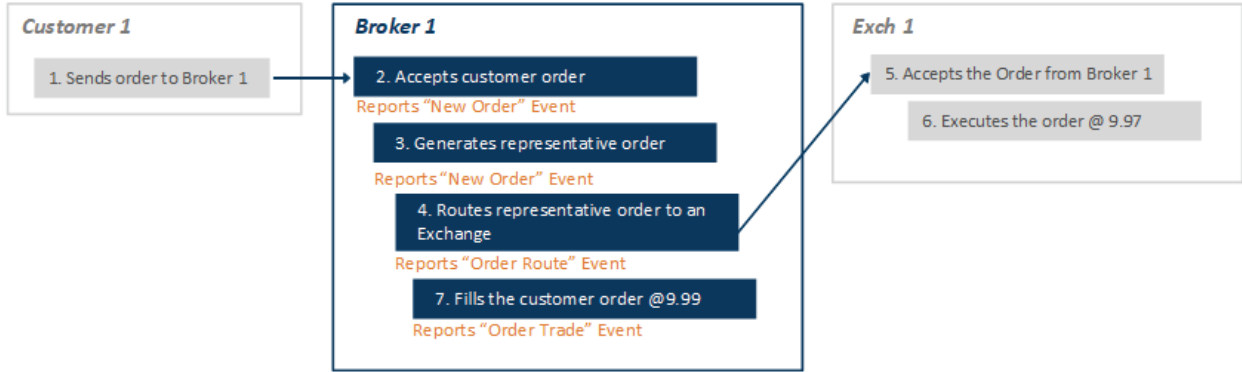 Customer 1
1. Sends order to Broker 1
Broker 1
2. Accepts customer order
Reports “New Order” Event
3. Generates representative order
Reports “New Order” Event
4. Routes representative order to an
Exchange
Reports “Order Route” Event
7. Fills the customer order @9.99
Reports “Order Trade” Event
Exch 1
5. Accepts the Order from Broker 1
6. Executes the order @ 9.97